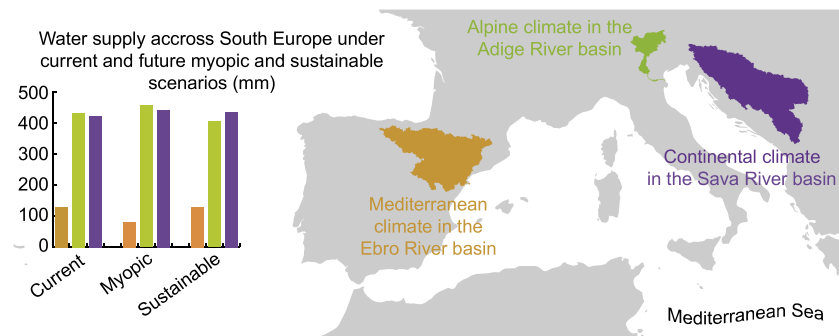 Water supply accross South Europe under
current and future myopic and sustainable
scenarios (mm)
500
400
300
200
100
0
Current
Myopic
Sustainable
Alpine climate in the
Adige River basin
Continental climate
in the Sava River basin
Mediterranean
climate in the
Ebro River basin
Mediterranean Sea